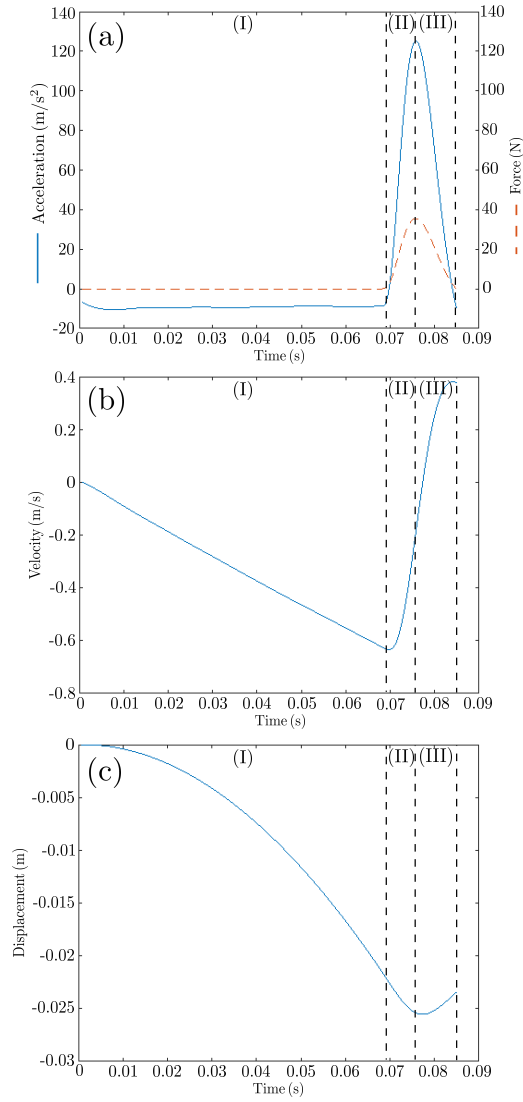 (a)
(I)
(II)
(III)
Acceleration (m/s²)
140
120
100
80
60
40
20
0
-20
140
120
100
80
60
40
20
0
Force (N)
0 0.01 0.02 0.03 0.04 0.05 0.06 0.07 0.08 0.09
Time (s)
(b)
(I)
(II)
(III)
Velocity (m/s)
0.4
0.2
0
-0.2
-0.4
-0.6
-0.8
0 0.01 0.02 0.03 0.04 0.05 0.06 0.07 0.08 0.09
Time (s)
(c)
(I)
(II)
(III)
Displacement (m)
0
-0.005
-0.01
-0.015
-0.02
-0.025
-0.03
0 0.01 0.02 0.03 0.04 0.05 0.06 0.07 0.08 0.09
Time (s)